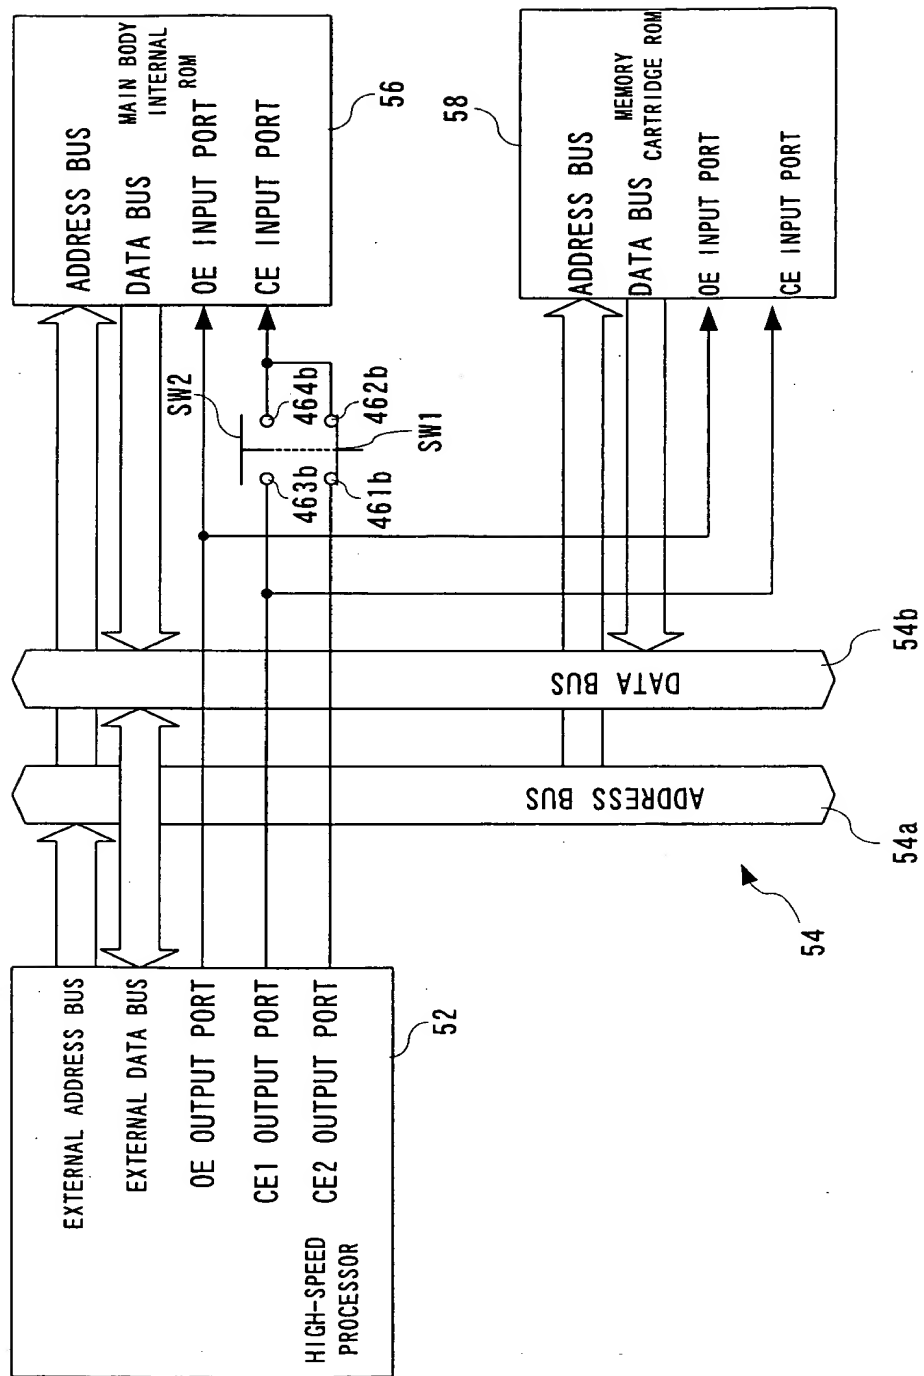 EXTERNAL ADDRESS BUS
EXTERNAL DATA BUS
OE OUTPUT PORT
CE1 OUTPUT PORT
CE2 OUTPUT PORT
HIGH-SPEED
PROCESSOR
52
54
ADDRESS BUS
54a
DATA BUS
54b
SW2
463b
464b
461b
462b
SW1
ADDRESS BUS
DATA BUS
MAIN BODY
INTERNAL
ROM
OE INPUT PORT
CE INPUT PORT
56
58
ADDRESS BUS
DATA BUS
MEMORY
CARTRIDGE ROM
OE INPUT PORT
CE INPUT PORT